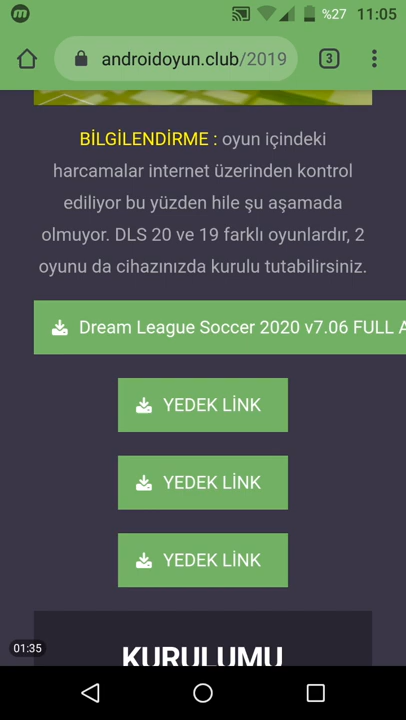 %27 11:05
androidoyun.club/2019
3
BİLGİLENDİRME : oyun içindeki
harcamalar internet üzerinden kontrol
ediliyor bu yüzden hile şu aşamada
olmuyor. DLS 20 ve 19 farklı oyunlardır, 2
oyunu da cihazınızda kurulu tutabilirsiniz.
Dream League Soccer 2020 v7.06 FULL A
YEDEK LİNK
YEDEK LİNK
YEDEK LİNK
01:35
KURULUMU